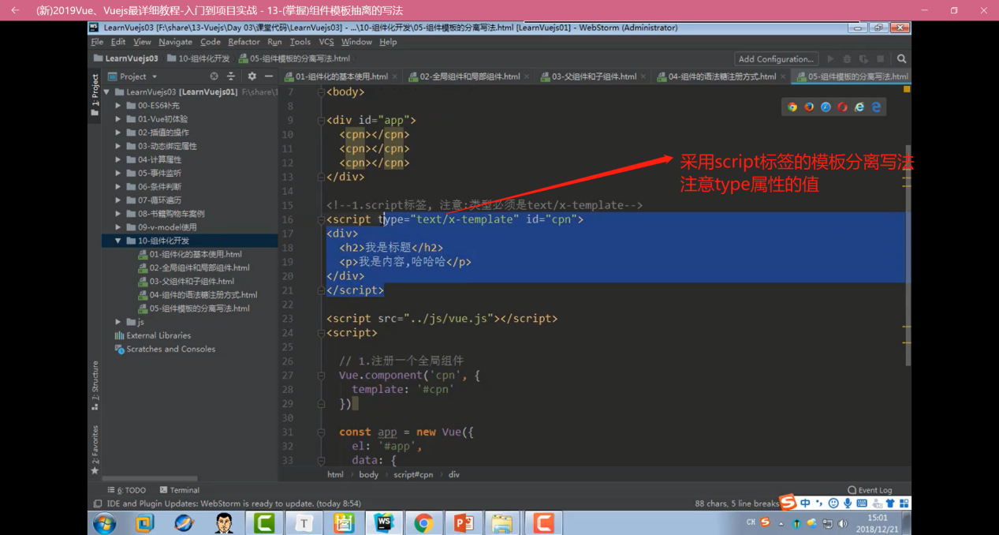 (新)2019Vue、Vuejs最详细教程-入门到项目实战 - 13-(掌握)组件模板抽离的写法
LearnVuejs03 [F:\share\13-Vuejs\Day 03\课堂代码\LearnVuejs03] - ...\10-组件化开发\05-组件模板的分离写法.html [LearnVuejs01] - WebStorm (Administrator)
File Edit View Navigate Code Refactor Run Tools VCS Window Help
LearnVuejs03 10-组件化开发 05-组件模板的分离写法.html
Add Configuration...
Project
01-组件化的基本使用.html
02-全局组件和局部组件.html
03-父组件和子组件.html
04-组件的语法糖注册方式.html
05-组件模板的分离写法.html
1: Project
LearnVuejs03 [LearnVuejs01] F:\share\1
00-ES6补充
01-Vue初体验
02-插值的操作
03-动态绑定属性
04-计算属性
05-事件监听
06-条件判断
07-循环遍历
08-书籍购物车案例
09-v-model使用
10-组件化开发
01-组件化的基本使用.html
02-全局组件和局部组件.html
03-父组件和子组件.html
04-组件的语法糖注册方式.html
05-组件模板的分离写法.html
js
External Libraries
Scratches and Consoles
7: Structure
2: Favorites
7 <body>
8
9 <div id="app">
10 <cpn></cpn>
11 <cpn></cpn>
12 <cpn></cpn>
13 </div>
14
15 <!--1.script标签, 注意:类型必须是text/x-template-->
16 <script type="text/x-template" id="cpn">
17 <div>
18 <h2>我是标题</h2>
19 <p>我是内容,哈哈哈</p>
20 </div>
21 </script>
22
23 <script src="../js/vue.js"></script>
24 <script>
25
26 // 1.注册一个全局组件
27 Vue.component('cpn', {
28 template: '#cpn'
29 })
30
31 const app = new Vue({
32 el: '#app',
33 data: {
采用script标签的模板分离写法
注意type属性的值
html body script#cpn div
6: TODO Terminal Event Log
IDE and Plugin Updates: WebStorm is ready to update. (today 8:54)
88 chars, 5 line breaks
中
CH
15:01
2018/12/21